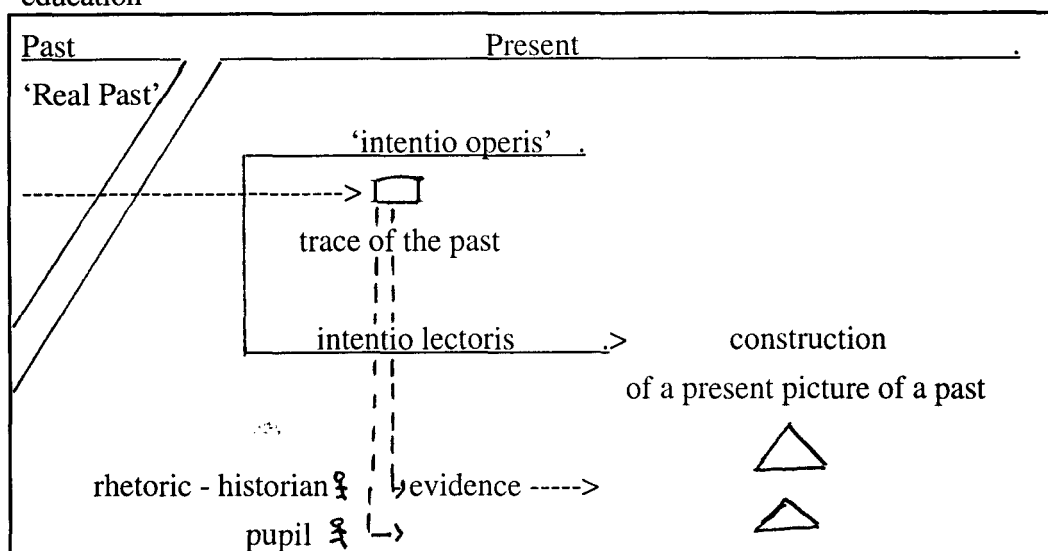 education
Past Present .
‘Real Past’
‘intentio operis’ .
---------------------------------->
trace of the past
intentio lectoris .> construction
of a present picture of a past
rhetoric - historian evidence ----->
pupil